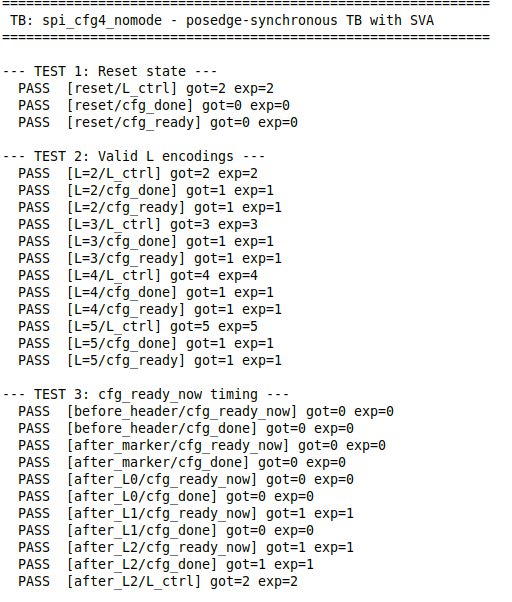 =============================================================
 TB: spi_cfg4_nomode - posedge-synchronous TB with SVA
=============================================================

--- TEST 1: Reset state ---
  PASS  [reset/L_ctrl] got=2 exp=2
  PASS  [reset/cfg_done] got=0 exp=0
  PASS  [reset/cfg_ready] got=0 exp=0

--- TEST 2: Valid L encodings ---
  PASS  [L=2/L_ctrl] got=2 exp=2
  PASS  [L=2/cfg_done] got=1 exp=1
  PASS  [L=2/cfg_ready] got=1 exp=1
  PASS  [L=3/L_ctrl] got=3 exp=3
  PASS  [L=3/cfg_done] got=1 exp=1
  PASS  [L=3/cfg_ready] got=1 exp=1
  PASS  [L=4/L_ctrl] got=4 exp=4
  PASS  [L=4/cfg_done] got=1 exp=1
  PASS  [L=4/cfg_ready] got=1 exp=1
  PASS  [L=5/L_ctrl] got=5 exp=5
  PASS  [L=5/cfg_done] got=1 exp=1
  PASS  [L=5/cfg_ready] got=1 exp=1

--- TEST 3: cfg_ready_now timing ---
  PASS  [before_header/cfg_ready_now] got=0 exp=0
  PASS  [before_header/cfg_done] got=0 exp=0
  PASS  [after_marker/cfg_ready_now] got=0 exp=0
  PASS  [after_marker/cfg_done] got=0 exp=0
  PASS  [after_L0/cfg_ready_now] got=0 exp=0
  PASS  [after_L0/cfg_done] got=0 exp=0
  PASS  [after_L1/cfg_ready_now] got=1 exp=1
  PASS  [after_L1/cfg_done] got=0 exp=0
  PASS  [after_L2/cfg_ready_now] got=1 exp=1
  PASS  [after_L2/cfg_done] got=1 exp=1
  PASS  [after_L2/L_ctrl] got=2 exp=2